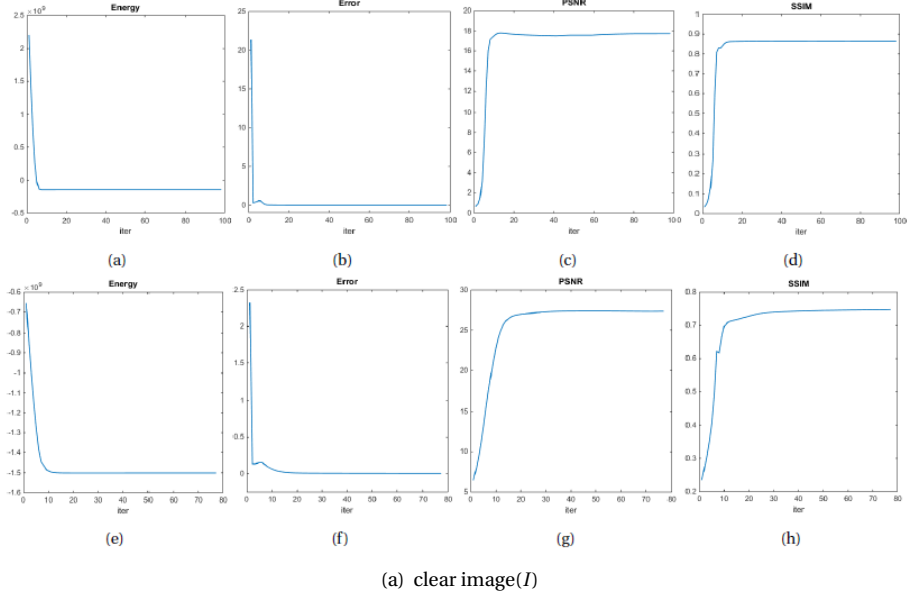 Energy Error PSNR SSIM
×10^9
2.5 2 1.5 1 0.5 0 -0.5
0 20 40 60 80 100
iter
25 20 15 10 5 0
0 20 40 60 80 100
iter
20 18 16 14 12 10 8 6 4 2 0
0 20 40 60 80 100
iter
1 0.9 0.8 0.7 0.6 0.5 0.4 0.3 0.2 0.1 0
0 20 40 60 80 100
iter
(a) (b) (c) (d)
Energy Error PSNR SSIM
×10^9
-0.6 -0.7 -0.8 -0.9 -1 -1.1 -1.2 -1.3 -1.4 -1.5 -1.6
0 10 20 30 40 50 60 70 80
iter
2.5 2 1.5 1 0.5 0
0 10 20 30 40 50 60 70 80
iter
30 25 20 15 10 5
0 10 20 30 40 50 60 70 80
iter
0.8 0.7 0.6 0.5 0.4 0.3 0.2
0 10 20 30 40 50 60 70 80
iter
(e) (f) (g) (h)
(a) clear image(I)